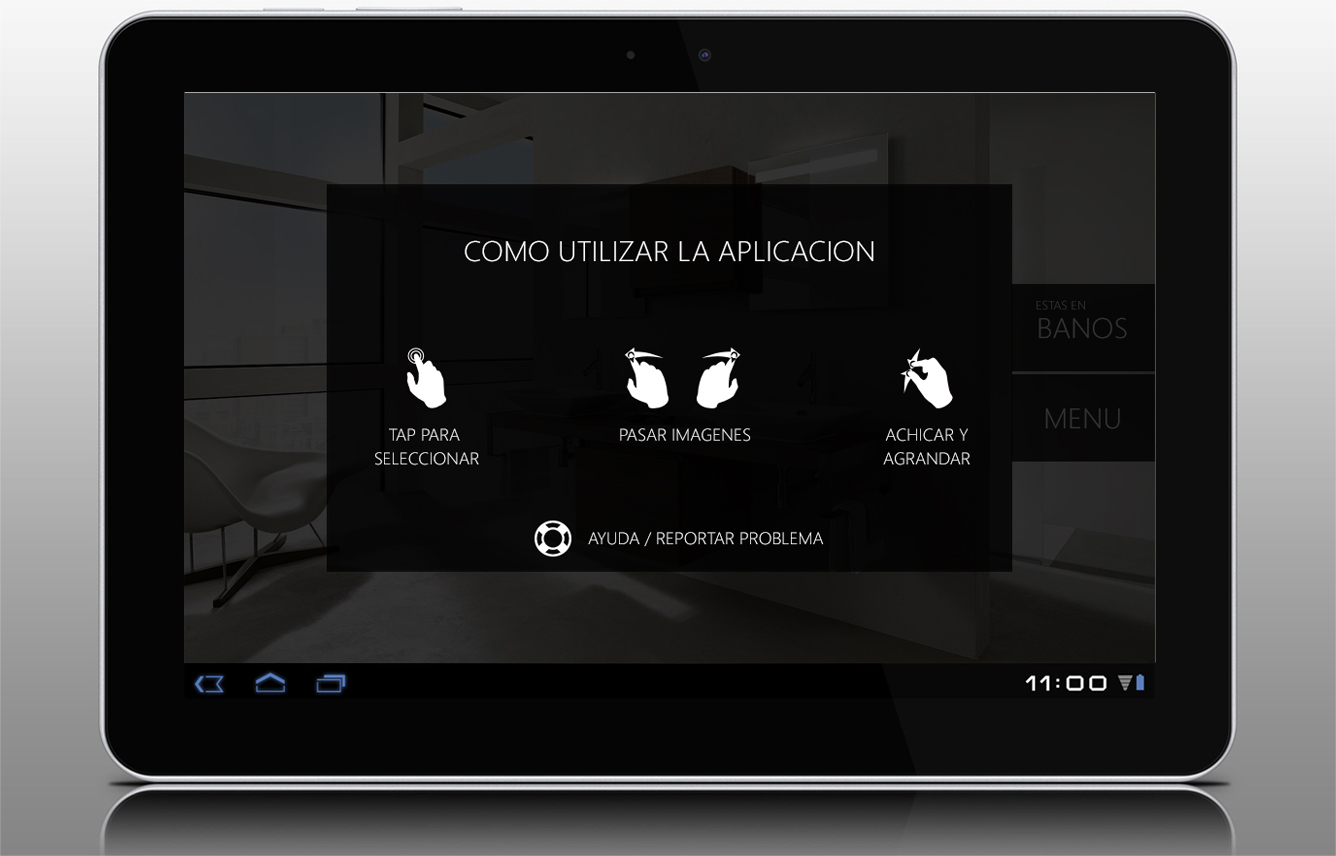 COMO UTILIZAR LA APLICACION
TAP PARA
SELECCIONAR
PASAR IMAGENES
ACHICAR Y
AGRANDAR
AYUDA / REPORTAR PROBLEMA
ESTAS EN
BANOS
MENU
11:00